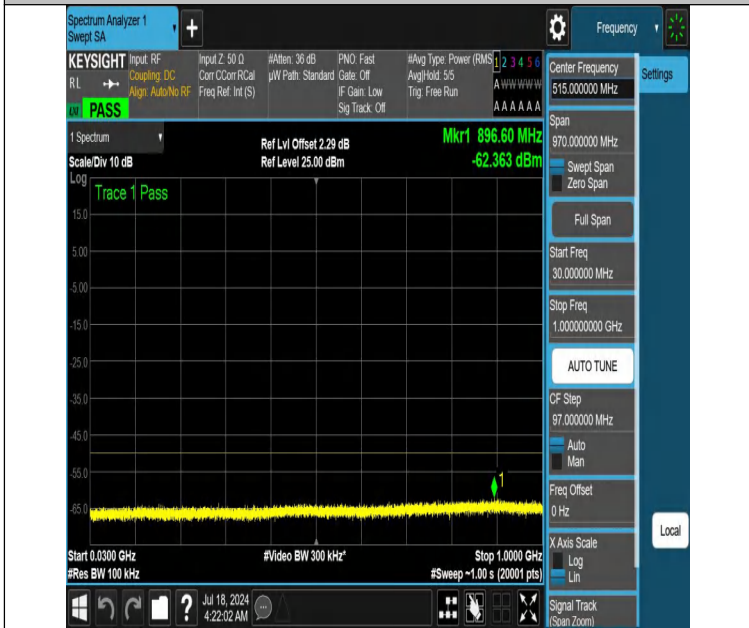 Spectrum Analyzer 1
Swept SA
Frequency
KEYSIGHT
RL
PASS
Input: RF
Coupling: DC
Align: Auto/No RF
Input Z: 50 Ω
Corr CCorr RCal
Freq Ref: Int (S)
#Atten: 36 dB
µW Path: Standard
PNO: Fast
Gate: Off
IF Gain: Low
Sig Track: Off
#Avg Type: Power (RMS
Avg|Hold: 5/5
Trig: Free Run
1 2 3 4 5 6
A W W W W W
A A A A A A
1 Spectrum
Scale/Div 10 dB
Ref Lvl Offset 2.29 dB
Ref Level 25.00 dBm
Mkr1 896.60 MHz
-62.363 dBm
Log
Trace 1 Pass
15.0
5.00
-5.00
-15.0
-25.0
-35.0
-45.0
-55.0
-65.0
1
Start 0.0300 GHz
#Res BW 100 kHz
#Video BW 300 kHz*
Stop 1.0000 GHz
#Sweep ~1.00 s (20001 pts)
Jul 18, 2024
4:22:02 AM
Center Frequency
515.000000 MHz
Settings
Span
970.000000 MHz
Swept Span
Zero Span
Full Span
Start Freq
30.000000 MHz
Stop Freq
1.000000000 GHz
AUTO TUNE
CF Step
97.000000 MHz
Auto
Man
Freq Offset
0 Hz
Local
X Axis Scale
Log
Lin
Signal Track
(Span Zoom)